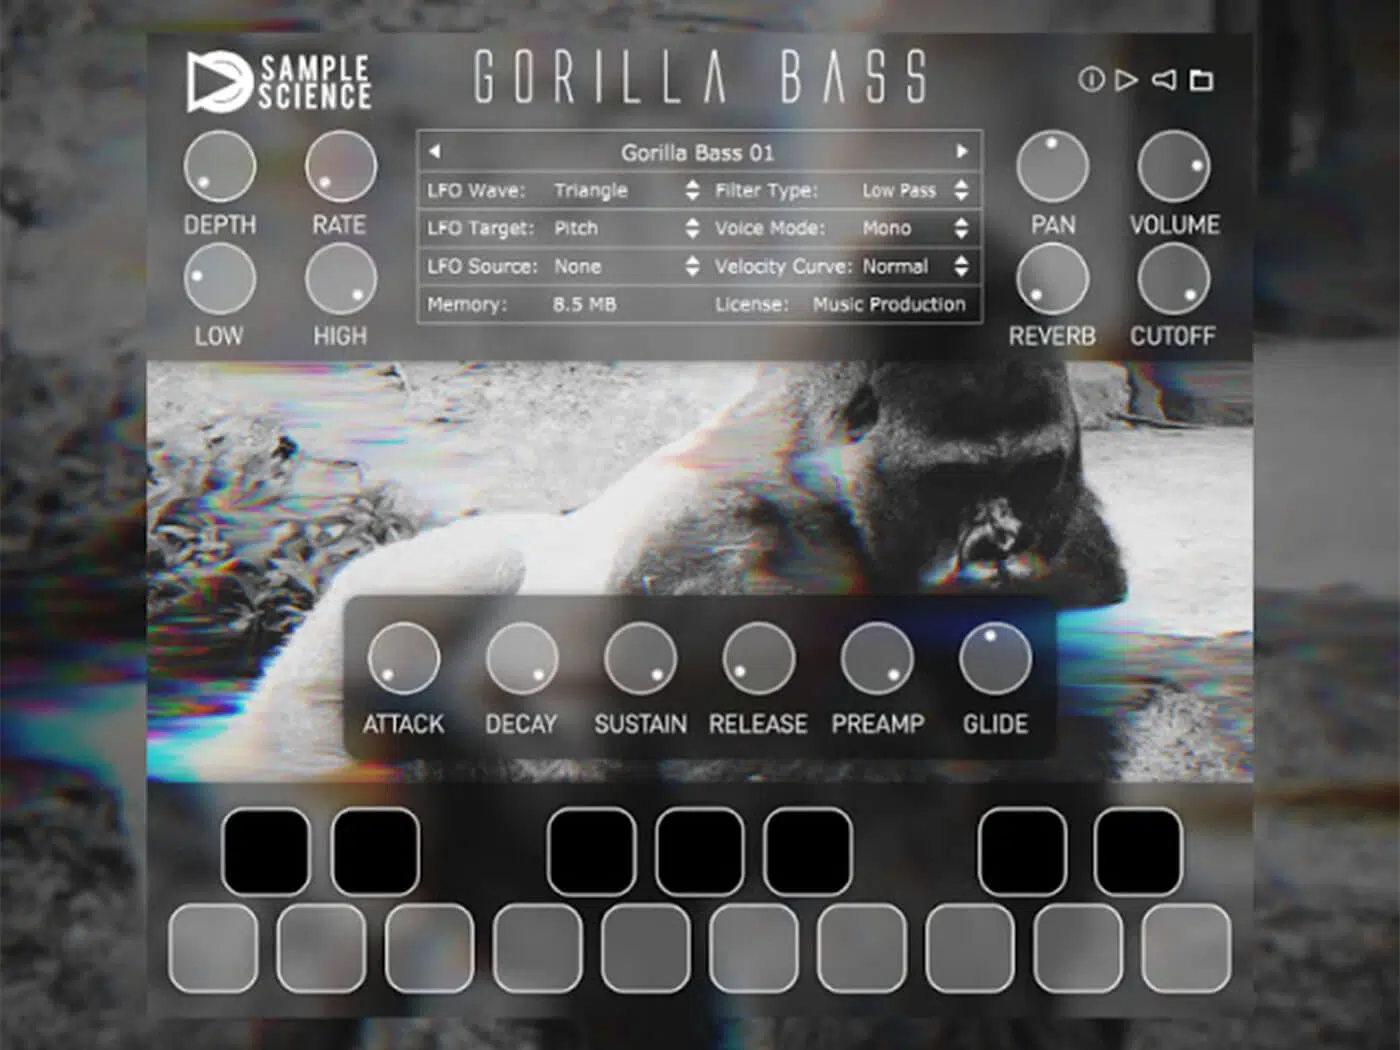 SAMPLE
SCIENCE
GORILLA BASS
Gorilla Bass 01
LFO Wave: Triangle Filter Type: Low Pass
LFO Target: Pitch Voice Mode: Mono
LFO Source: None Velocity Curve: Normal
Memory: 8.5 MB License: Music Production
DEPTH RATE
LOW HIGH
PAN VOLUME
REVERB CUTOFF
ATTACK DECAY SUSTAIN RELEASE PREAMP GLIDE